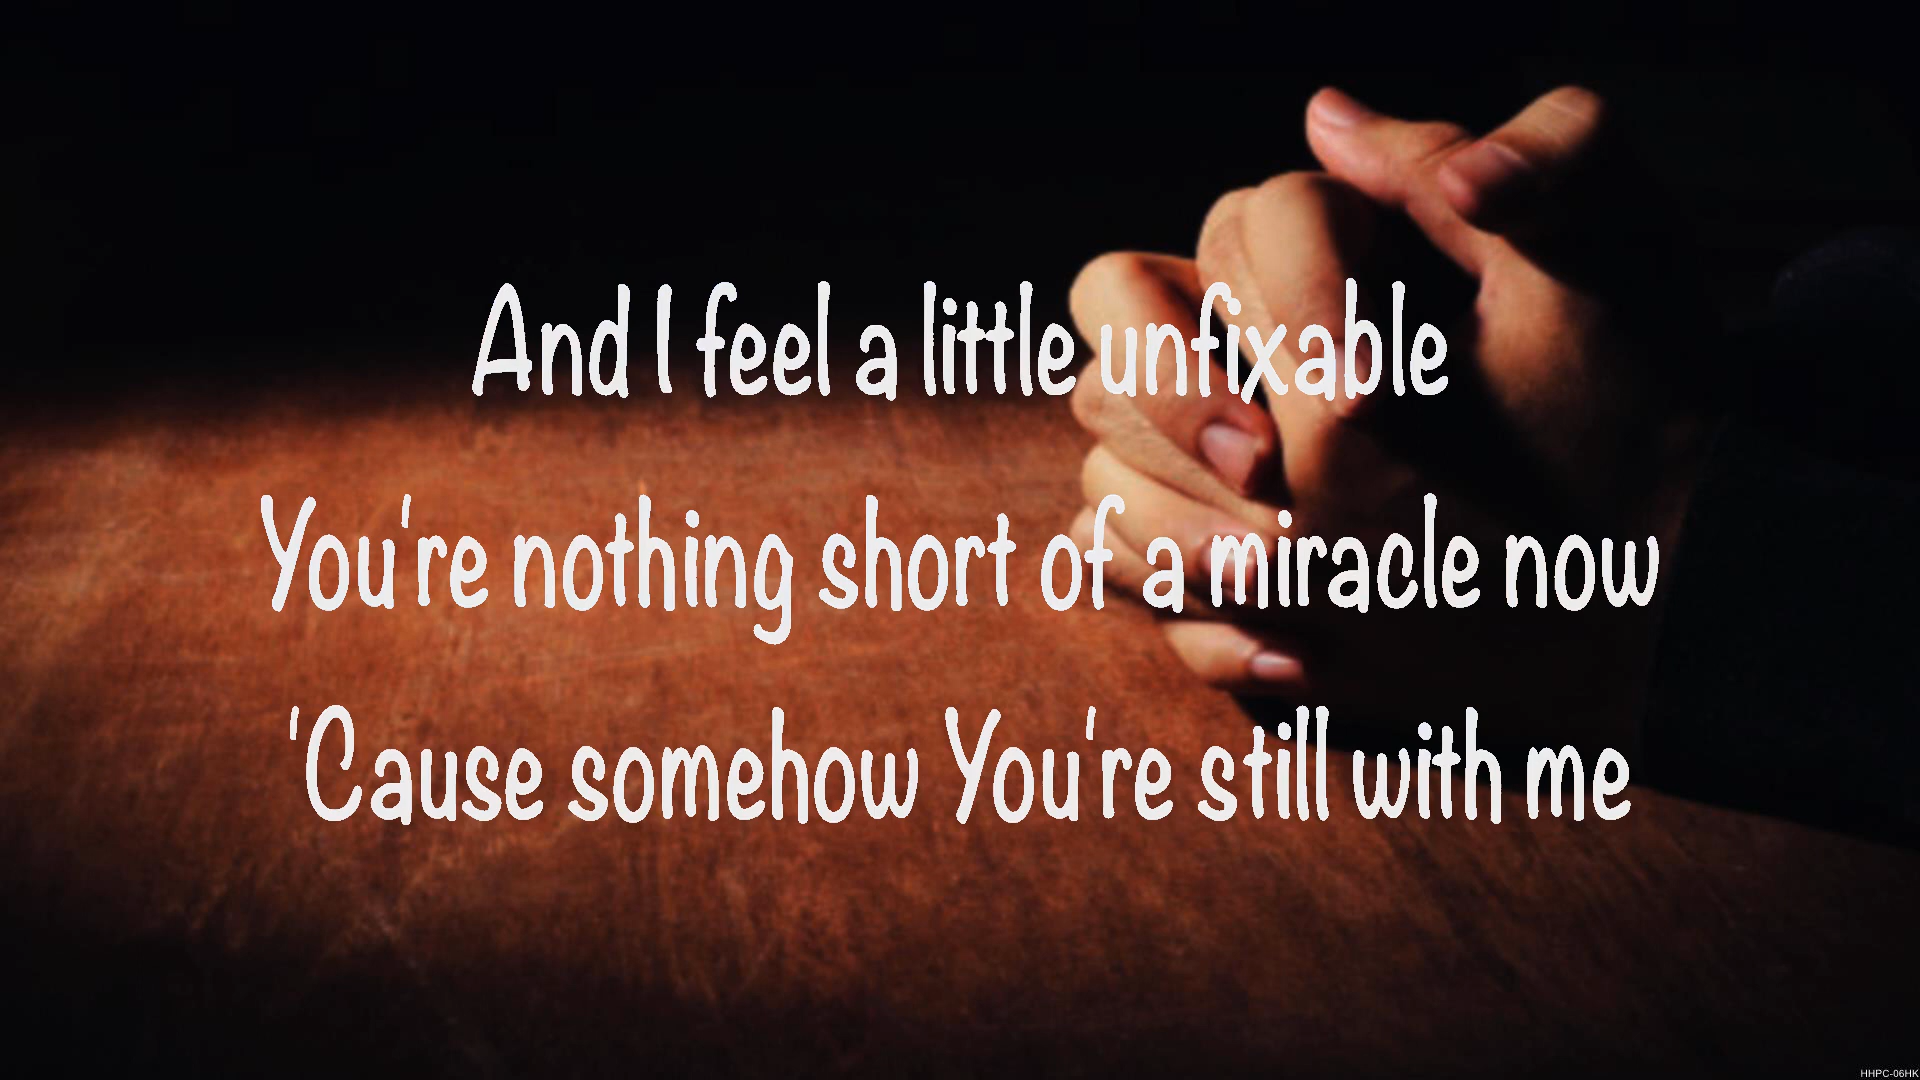 And I feel a little unfixable
You're nothing short of a miracle now
'Cause somehow You're still with me
HHPC-06HK